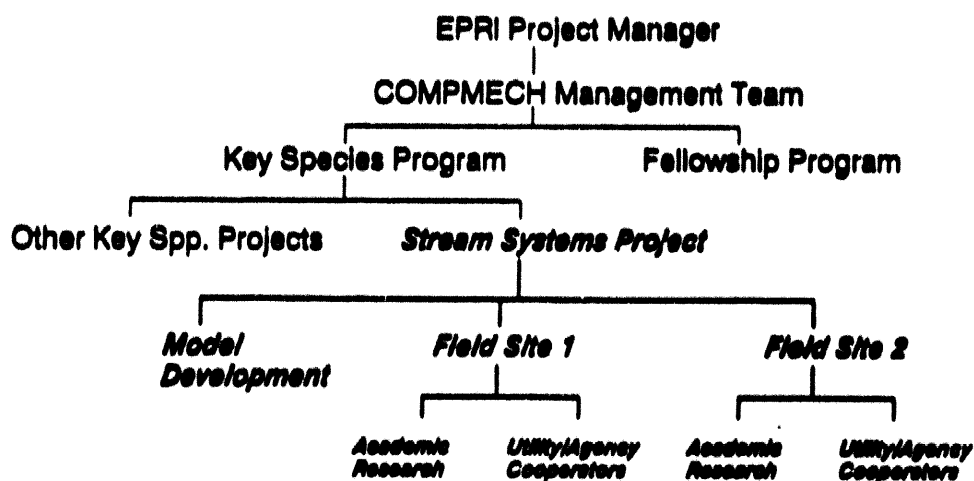 EPRI Project Manager
COMPMECH Management Team
Key Species Program
Fellowship Program
Other Key Spp. Projects
Stream Systems Project
Model
Development
Field Site 1
Field Site 2
Academic
Research
Utility/Agency
Cooperators
Academic
Research
Utility/Agency
Cooperators